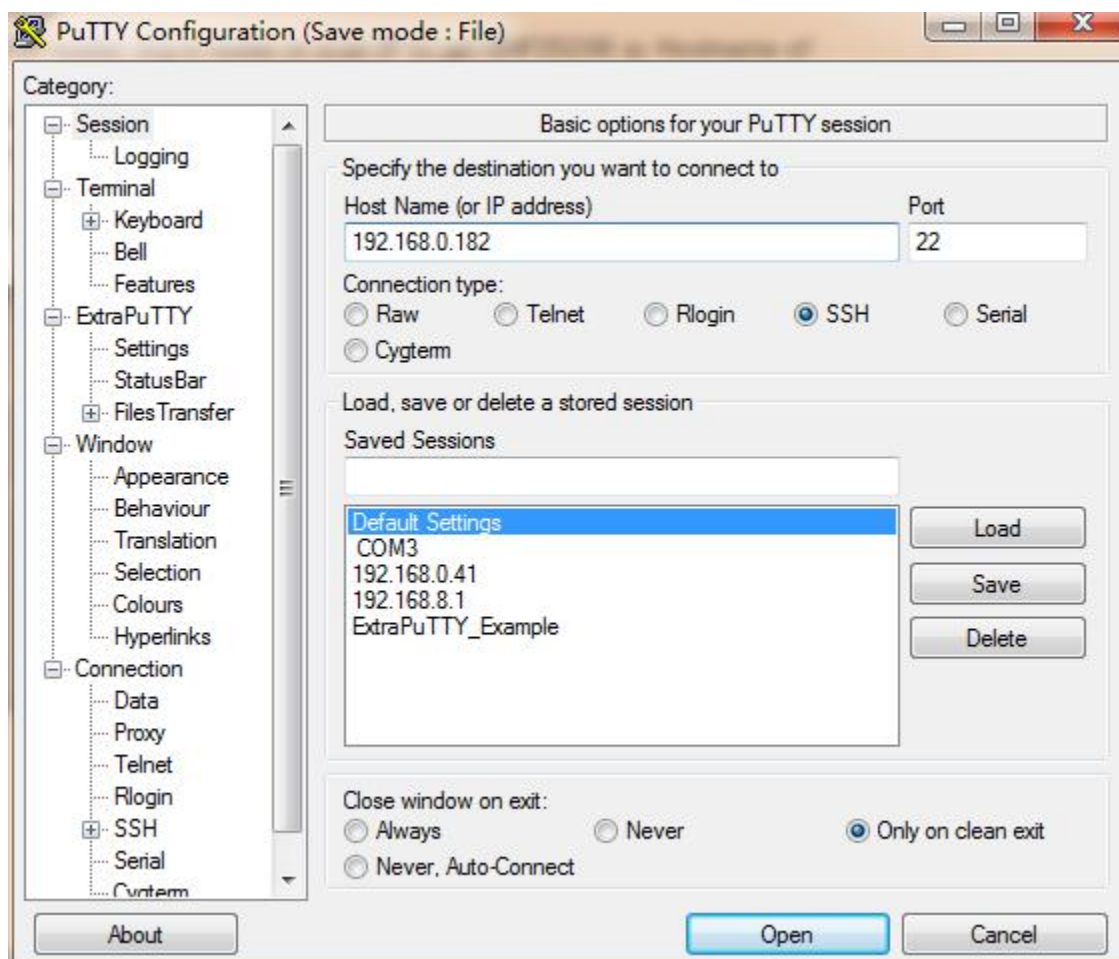 PuTTY Configuration (Save mode : File)
Category:
Session
Logging
Terminal
Keyboard
Bell
Features
ExtraPuTTY
Settings
StatusBar
FilesTransfer
Window
Appearance
Behaviour
Translation
Selection
Colours
Hyperlinks
Connection
Data
Proxy
Telnet
Rlogin
SSH
Serial
Cygterm
Basic options for your PuTTY session
Specify the destination you want to connect to
Host Name (or IP address) Port
192.168.0.182 22
Connection type:
Raw Telnet Rlogin SSH Serial
Cygterm
Load, save or delete a stored session
Saved Sessions
Default Settings
COM3
192.168.0.41
192.168.8.1
ExtraPuTTY_Example
Load
Save
Delete
Close window on exit:
Always Never Only on clean exit
Never, Auto-Connect
About Open Cancel